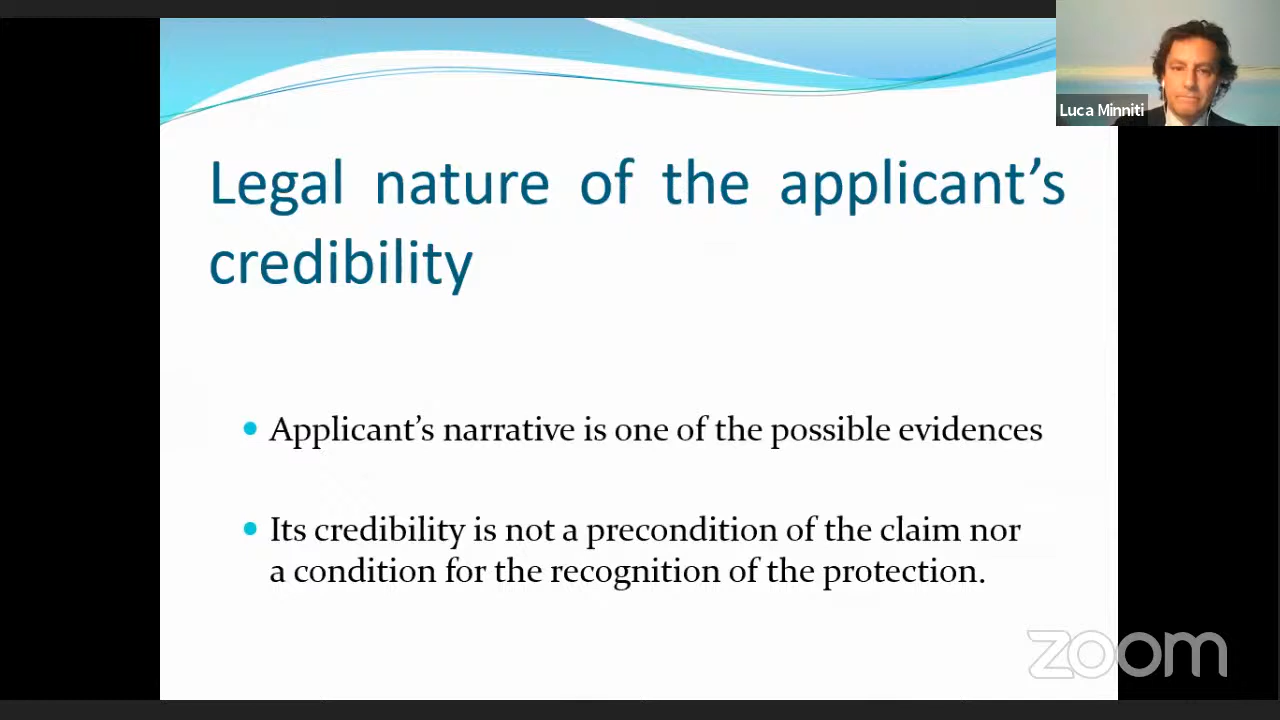 Luca Minniti
Legal nature of the applicant’s
credibility
Applicant’s narrative is one of the possible evidences
Its credibility is not a precondition of the claim nor
a condition for the recognition of the protection.
zoom